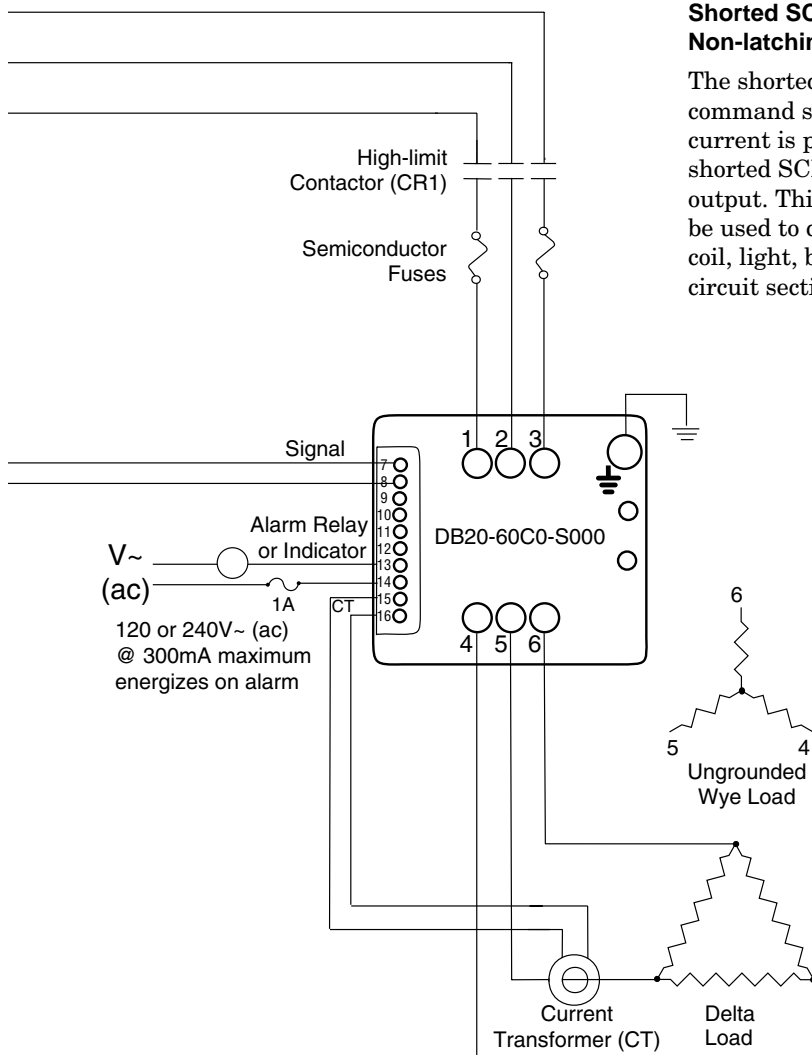 Shorted SC
Non-latchin
The shorted
command s
current is p
shorted SC
output. Thi
be used to c
coil, light, b
circuit secti
High-limit
Contactor (CR1)
Semiconductor
Fuses
Signal
1 2 3
7
8
9
10
11
12
13
14
15
16
DB20-60C0-S000
Alarm Relay
or Indicator
V~
(ac)
1A
CT
120 or 240V~ (ac)
@ 300mA maximum
energizes on alarm
4 5 6
6
5 4
Ungrounded
Wye Load
Current
Transformer (CT)
Delta
Load